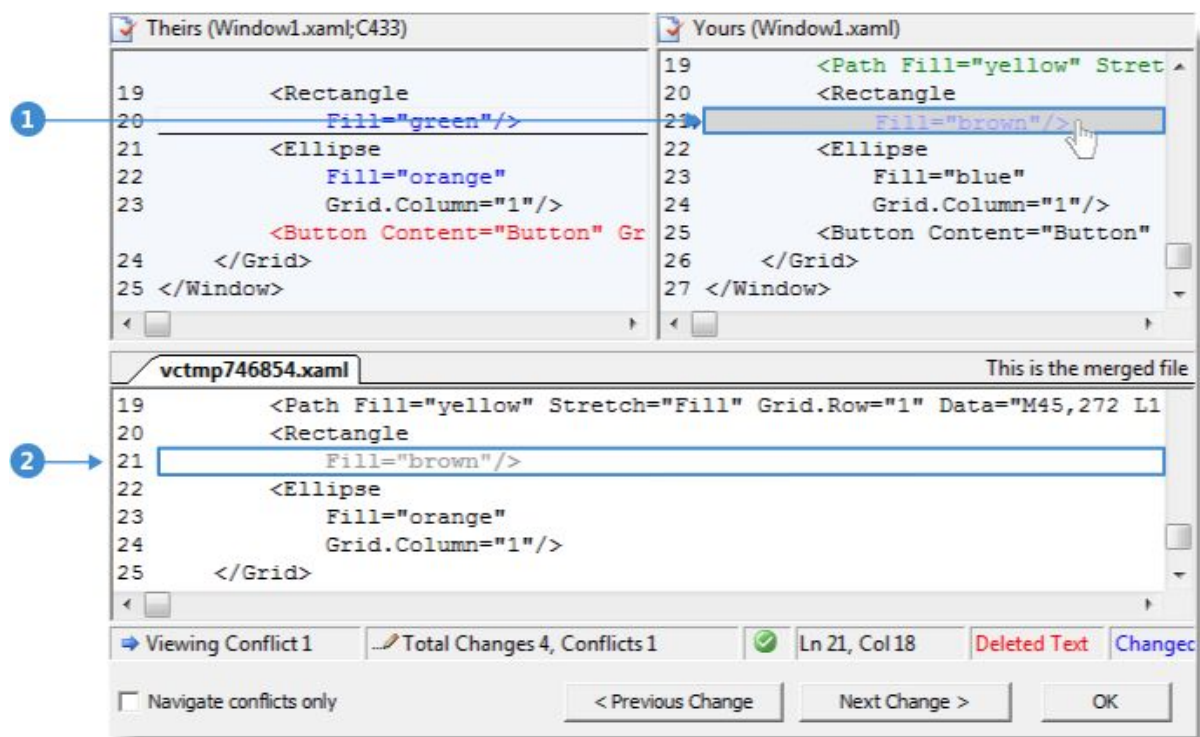 Theirs (Window1.xaml;C433)
19 <Rectangle
20 Fill="green"/>
21 <Ellipse
22 Fill="orange"
23 Grid.Column="1"/>
<Button Content="Button" Gr
24 </Grid>
25 </Window>
Yours (Window1.xaml)
19 <Path Fill="yellow" Stret
20 <Rectangle
21 Fill="brown"/>
22 <Ellipse
23 Fill="blue"
24 Grid.Column="1"/>
25 <Button Content="Button"
26 </Grid>
27 </Window>
1
vctmp746854.xaml This is the merged file
19 <Path Fill="yellow" Stretch="Fill" Grid.Row="1" Data="M45,272 L1
20 <Rectangle
2
21 Fill="brown"/>
22 <Ellipse
23 Fill="orange"
24 Grid.Column="1"/>
25 </Grid>
Viewing Conflict 1 Total Changes 4, Conflicts 1 Ln 21, Col 18 Deleted Text Changed
Navigate conflicts only < Previous Change Next Change > OK